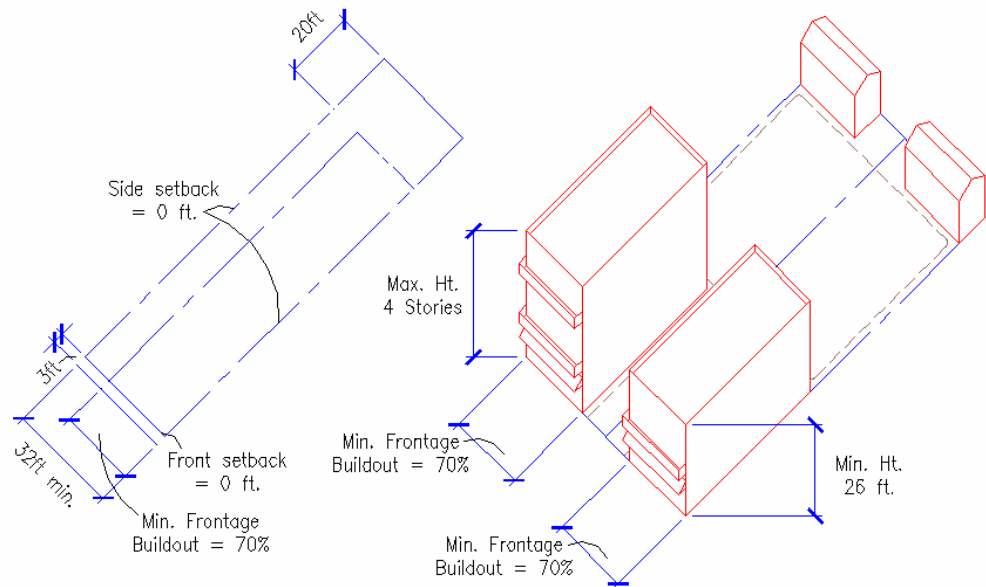 20ft
Side setback
= 0 ft.
3ft
32ft min.
Front setback
= 0 ft.
Min. Frontage
Buildout = 70%
Max. Ht.
4 Stories
Min. Frontage
Buildout = 70%
Min. Ht.
26 ft.
Min. Frontage
Buildout = 70%